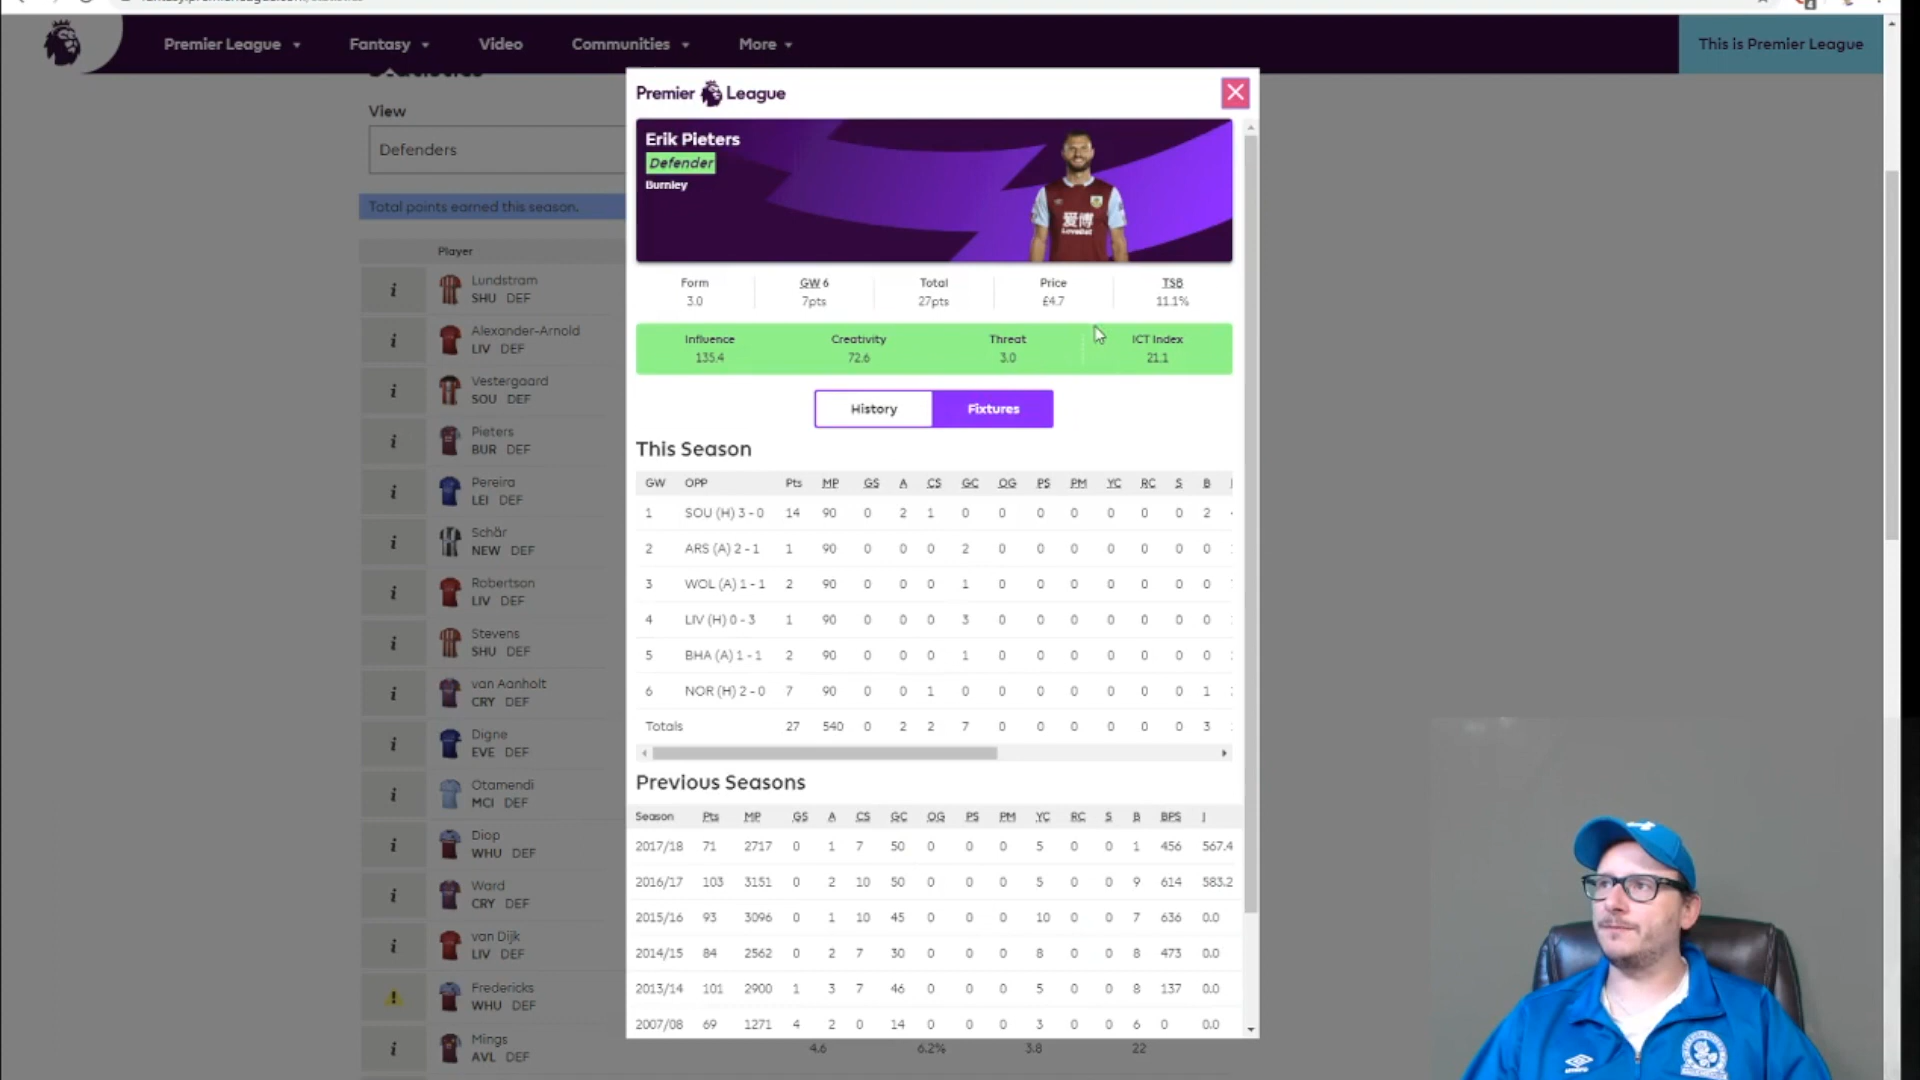 Premier League Fantasy Video Communities More This is Premier League
Statistics
View
Defenders
Total points earned this season.
Player
i Lundstram
SHU DEF
i Alexander-Arnold
LIV DEF
i Vestergaard
SOU DEF
i Pieters
BUR DEF
i Pereira
LEI DEF
i Schär
NEW DEF
i Robertson
LIV DEF
i Stevens
SHU DEF
i van Aanholt
CRY DEF
i Digne
EVE DEF
i Otamendi
MCI DEF
i Diop
WHU DEF
i Ward
CRY DEF
i van Dijk
LIV DEF
! Fredericks
WHU DEF
i Mings
AVL DEF
4.6 6.2% 3.8 22
Premier League
Erik Pieters
Defender
Burnley
爱博
LoveBet
Form GW 6 Total Price TSB
3.0 7pts 27pts £4.7 11.1%
Influence Creativity Threat ICT Index
135.4 72.6 3.0 21.1
History Fixtures
This Season
GW OPP Pts MP GS A CS GC OG PS PM YC RC S B
1 SOU (H) 3 - 0 14 90 0 2 1 0 0 0 0 0 0 0 2
2 ARS (A) 2 - 1 1 90 0 0 0 2 0 0 0 0 0 0 0
3 WOL (A) 1 - 1 2 90 0 0 0 1 0 0 0 0 0 0 0
4 LIV (H) 0 - 3 1 90 0 0 0 3 0 0 0 0 0 0 0
5 BHA (A) 1 - 1 2 90 0 0 0 1 0 0 0 0 0 0 0
6 NOR (H) 2 - 0 7 90 0 0 1 0 0 0 0 0 0 0 1
Totals 27 540 0 2 2 7 0 0 0 0 0 0 3
Previous Seasons
Season Pts MP GS A CS GC OG PS PM YC RC S B BPS I
2017/18 71 2717 0 1 7 50 0 0 0 5 0 0 1 456 567.4
2016/17 103 3151 0 2 10 50 0 0 0 5 0 0 9 614 583.2
2015/16 93 3096 0 1 10 45 0 0 0 10 0 0 7 636 0.0
2014/15 84 2562 0 2 7 30 0 0 0 8 0 0 8 473 0.0
2013/14 101 2900 1 3 7 46 0 0 0 5 0 0 8 137 0.0
2007/08 69 1271 4 2 0 14 0 0 0 3 0 0 6 0 0.0